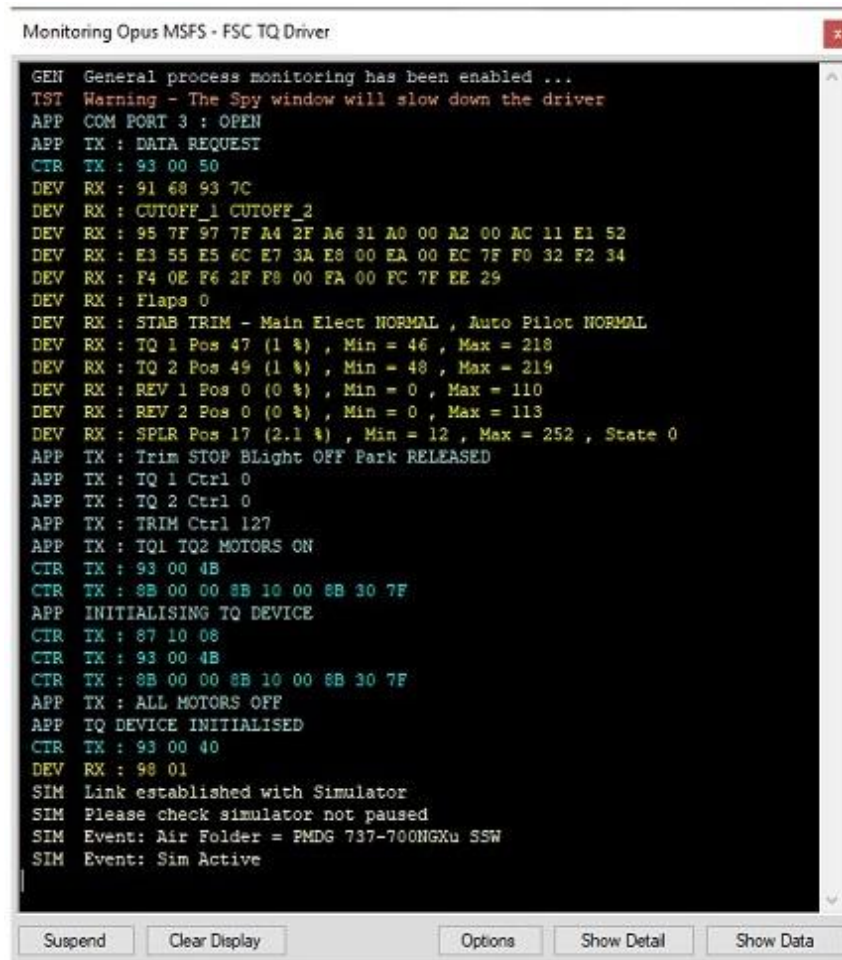 Monitoring Opus MSFS - FSC TQ Driver
x
GEN General process monitoring has been enabled ...
TST Warning - The Spy window will slow down the driver
APP COM PORT 3 : OPEN
APP TX : DATA REQUEST
CTR TX : 93 00 50
DEV RX : 91 68 93 7C
DEV RX : CUTOFF_1 CUTOFF_2
DEV RX : 95 7F 97 7F A4 2F A6 31 A0 00 A2 00 AC 11 E1 52
DEV RX : E3 55 E5 6C E7 3A E8 00 EA 00 EC 7F F0 32 F2 34
DEV RX : F4 0E F6 2F F8 00 FA 00 FC 7F EE 29
DEV RX : Flaps 0
DEV RX : STAB TRIM - Main Elect NORMAL , Auto Pilot NORMAL
DEV RX : TQ 1 Pos 47 (1 %) , Min = 46 , Max = 218
DEV RX : TQ 2 Pos 49 (1 %) , Min = 48 , Max = 219
DEV RX : REV 1 Pos 0 (0 %) , Min = 0 , Max = 110
DEV RX : REV 2 Pos 0 (0 %) , Min = 0 , Max = 113
DEV RX : SPLR Pos 17 (2.1 %) , Min = 12 , Max = 252 , State 0
APP TX : Trim STOP BLight OFF Park RELEASED
APP TX : TQ 1 Ctrl 0
APP TX : TQ 2 Ctrl 0
APP TX : TRIM Ctrl 127
APP TX : TQ1 TQ2 MOTORS ON
CTR TX : 93 00 4B
CTR TX : 8B 00 00 8B 10 00 8B 30 7F
APP INITIALISING TQ DEVICE
CTR TX : 87 10 08
CTR TX : 93 00 4B
CTR TX : 8B 00 00 8B 10 00 8B 30 7F
APP TX : ALL MOTORS OFF
APP TQ DEVICE INITIALISED
CTR TX : 93 00 40
DEV RX : 98 01
SIM Link established with Simulator
SIM Please check simulator not paused
SIM Event: Air Folder = PMDG 737-700NGXu SSW
SIM Event: Sim Active
Suspend Clear Display Options Show Detail Show Data